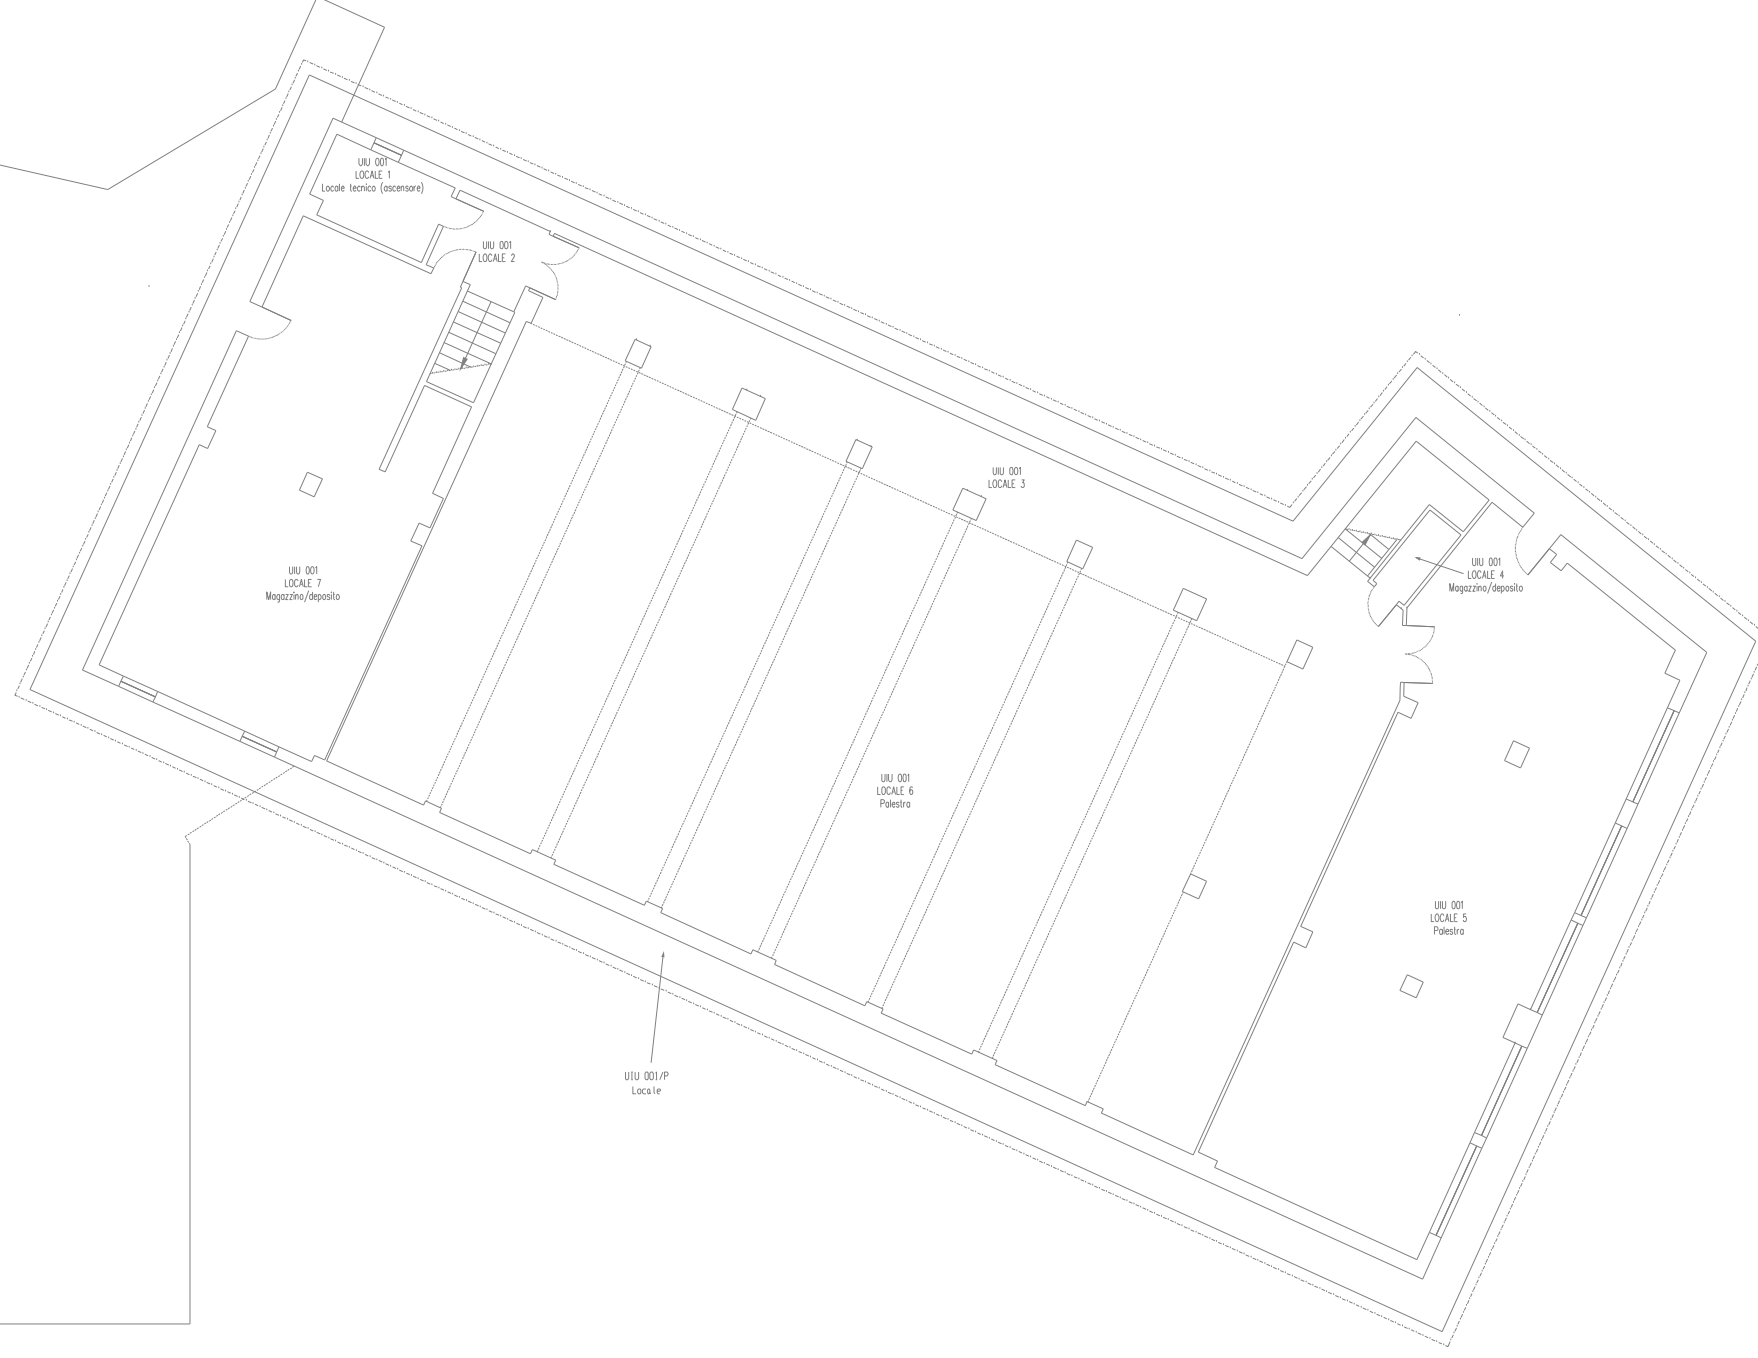 UIU 001
LOCALE 1
Locale tecnico (ascensore)
UIU 001
LOCALE 2
UIU 001
LOCALE 3
UIU 001
LOCALE 4
Magazzino/deposito
UIU 001
LOCALE 7
Magazzino/deposito
UIU 001
LOCALE 6
Palestra
UIU 001
LOCALE 5
Palestra
UIU 001/P
Locale